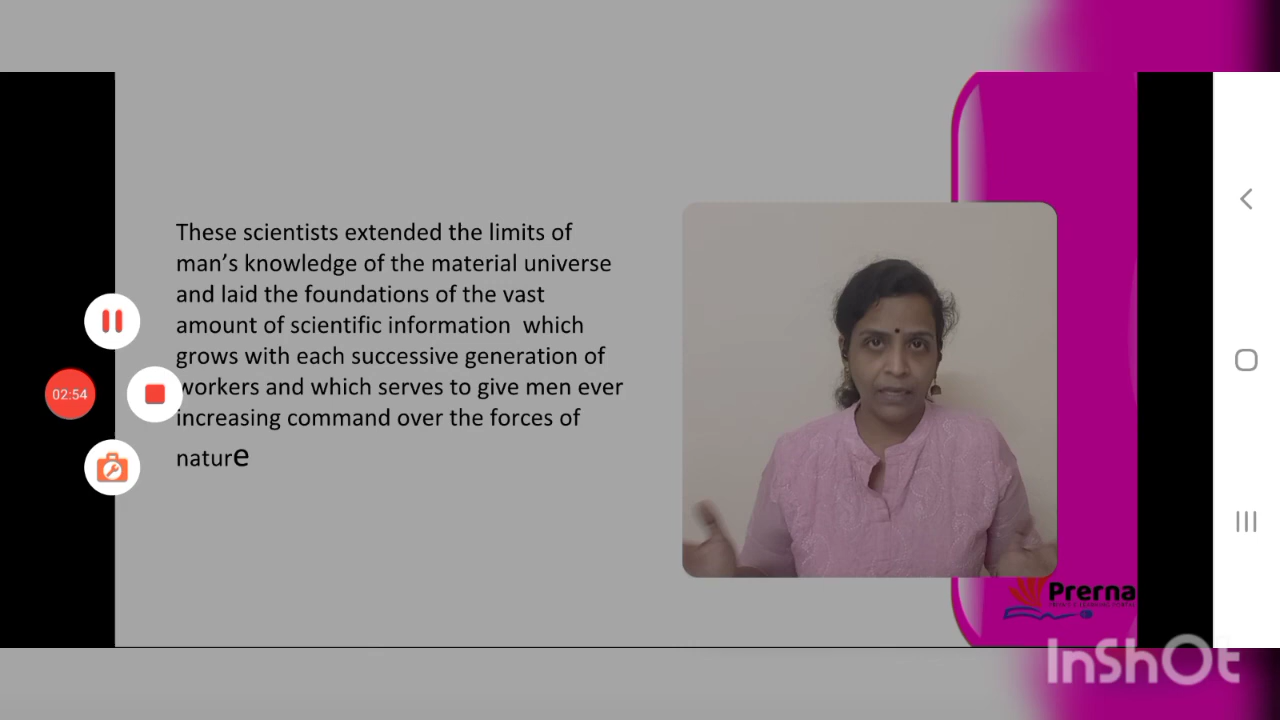 These scientists extended the limits of
man’s knowledge of the material universe
and laid the foundations of the vast
amount of scientific information which
grows with each successive generation of
workers and which serves to give men ever
increasing command over the forces of
nature
02:54
Prerna
InShOt